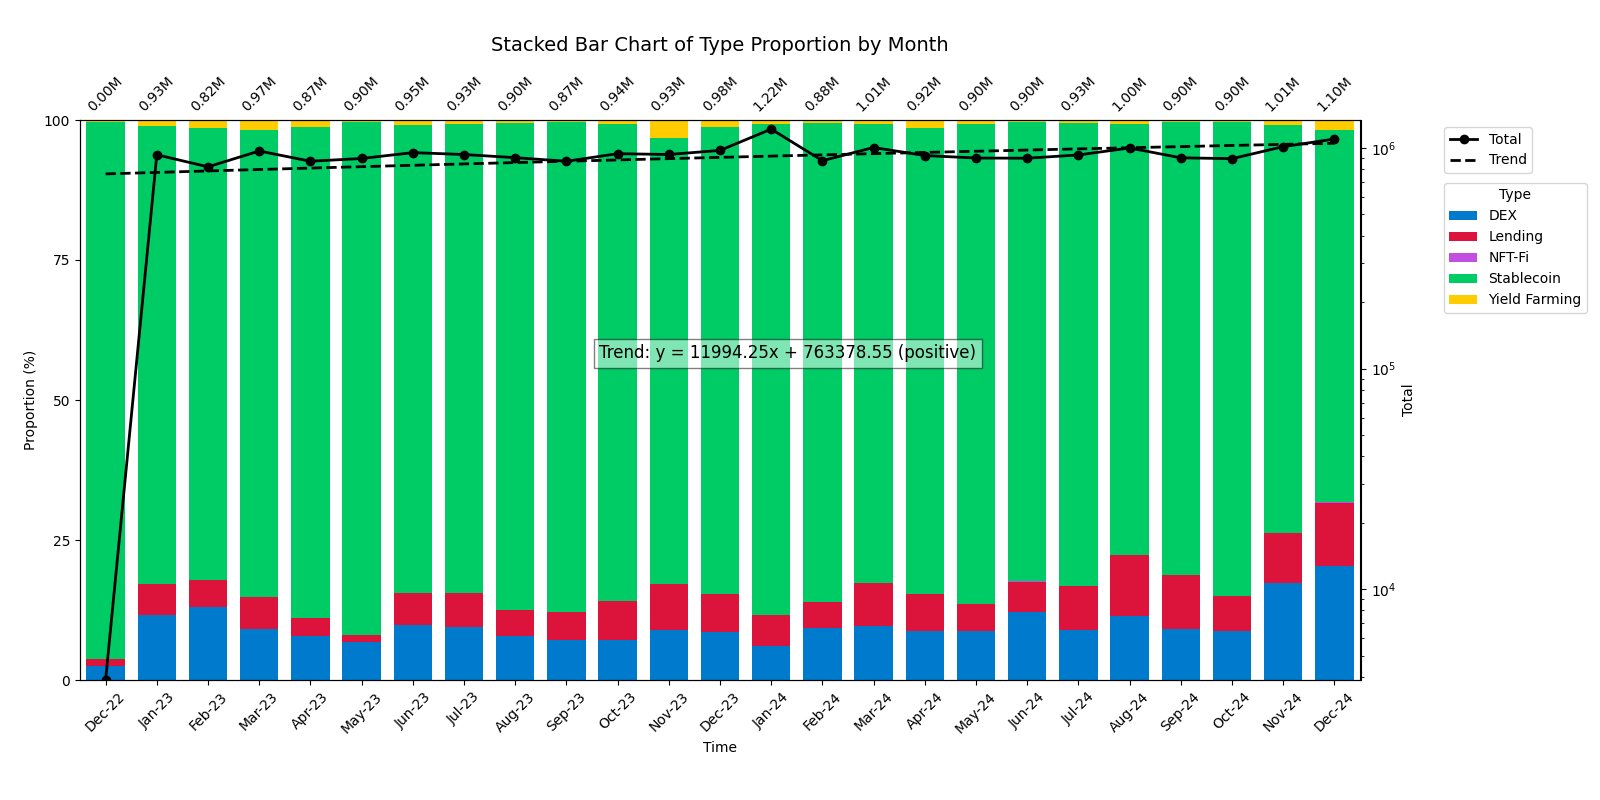 Stacked Bar Chart of Type Proportion by Month
0.00M 0.93M 0.82M 0.97M 0.87M 0.90M 0.95M 0.93M 0.90M 0.87M 0.94M 0.93M 0.98M 1.22M 0.88M 1.01M 0.92M 0.90M 0.90M 0.93M 1.00M 0.90M 0.90M 1.01M 1.10M
100
75
50
25
0
Proportion (%)
Trend: y = 11994.25x + 763378.55 (positive)
10⁶
10⁵
10⁴
Total
Dec-22 Jan-23 Feb-23 Mar-23 Apr-23 May-23 Jun-23 Jul-23 Aug-23 Sep-23 Oct-23 Nov-23 Dec-23 Jan-24 Feb-24 Mar-24 Apr-24 May-24 Jun-24 Jul-24 Aug-24 Sep-24 Oct-24 Nov-24 Dec-24
Time
Total
Trend
Type
DEX
Lending
NFT-Fi
Stablecoin
Yield Farming